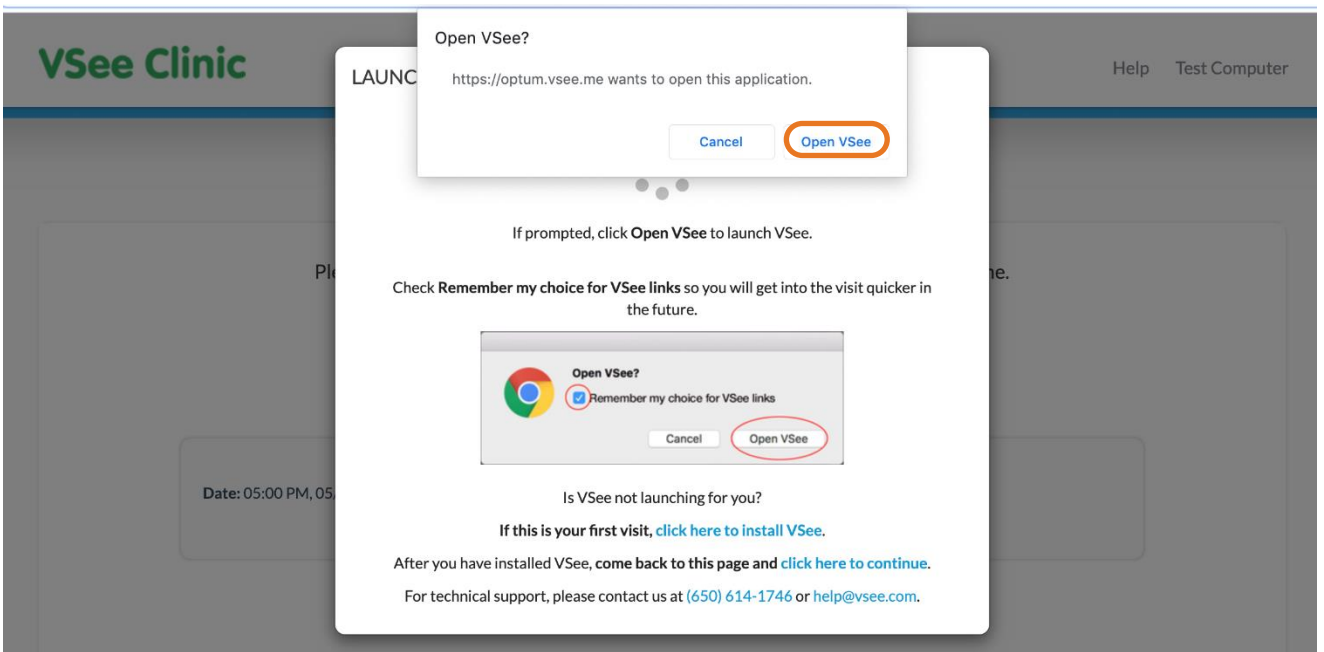 Open VSee?
VSee Clinic
Help Test Computer
LAUNC
https://optum.vsee.me wants to open this application.
Cancel Open VSee
If prompted, click Open VSee to launch VSee.
Check Remember my choice for VSee links so you will get into the visit quicker in
the future.
Open VSee?
Remember my choice for VSee links
Cancel Open VSee
Date: 05:00 PM, 05
Is VSee not launching for you?
If this is your first visit, click here to install VSee.
After you have installed VSee, come back to this page and click here to continue.
For technical support, please contact us at (650) 614-1746 or help@vsee.com.